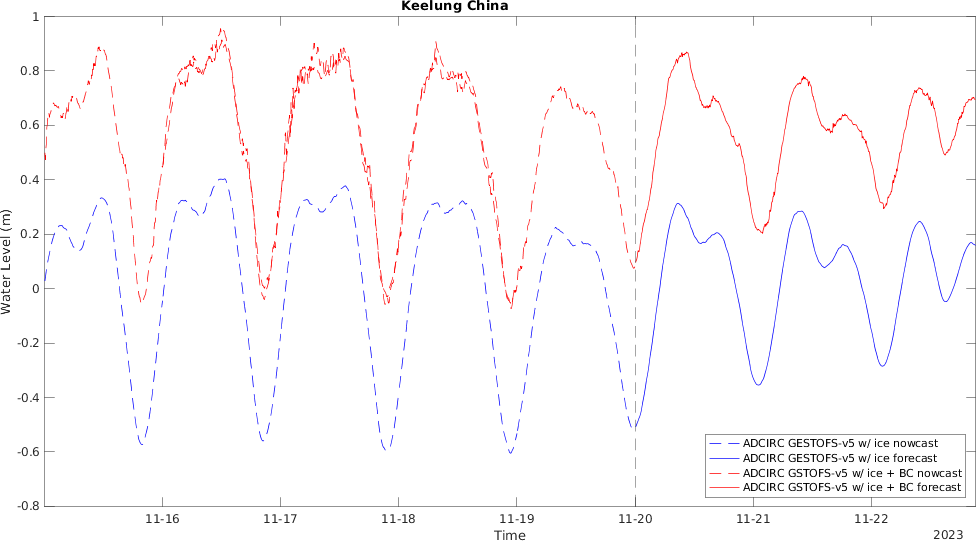 Keelung China
Water Level (m)
1
0.8
0.6
0.4
0.2
0
-0.2
-0.4
-0.6
-0.8
11-16 11-17 11-18 11-19 11-20 11-21 11-22
Time
2023
ADCIRC GESTOFS-v5 w/ ice nowcast
ADCIRC GESTOFS-v5 w/ ice forecast
ADCIRC GSTOFS-v5 w/ ice + BC nowcast
ADCIRC GSTOFS-v5 w/ ice + BC forecast